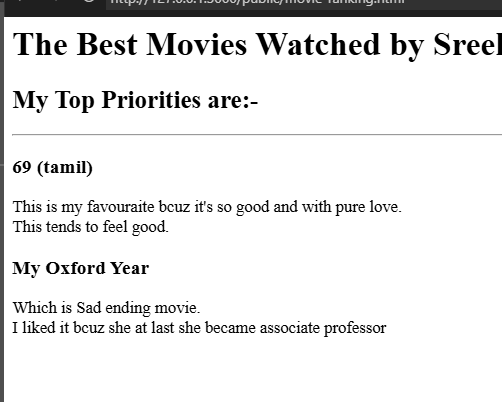 http://127.0.0.1:3000/public/movie-ranking.html
The Best Movies Watched by
My Top Priorities are:-
69 (tamil)
This is my favouraite bcuz it's so good and with pure love.
This tends to feel good.
My Oxford Year
Which is Sad ending movie.
I liked it bcuz she at last she became associate professor